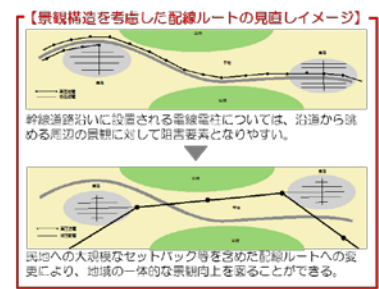 【景観構造を考慮した配線ルートの見直しイメージ】
幹線道路沿いに設置される電線電柱については、沿道から眺
める周辺の景観に対して阻害要素となりやすい。
民地への大規模なセットバック等を含めた配線ルートへの変
更により、地域の一体的な景観向上を図ることができる。